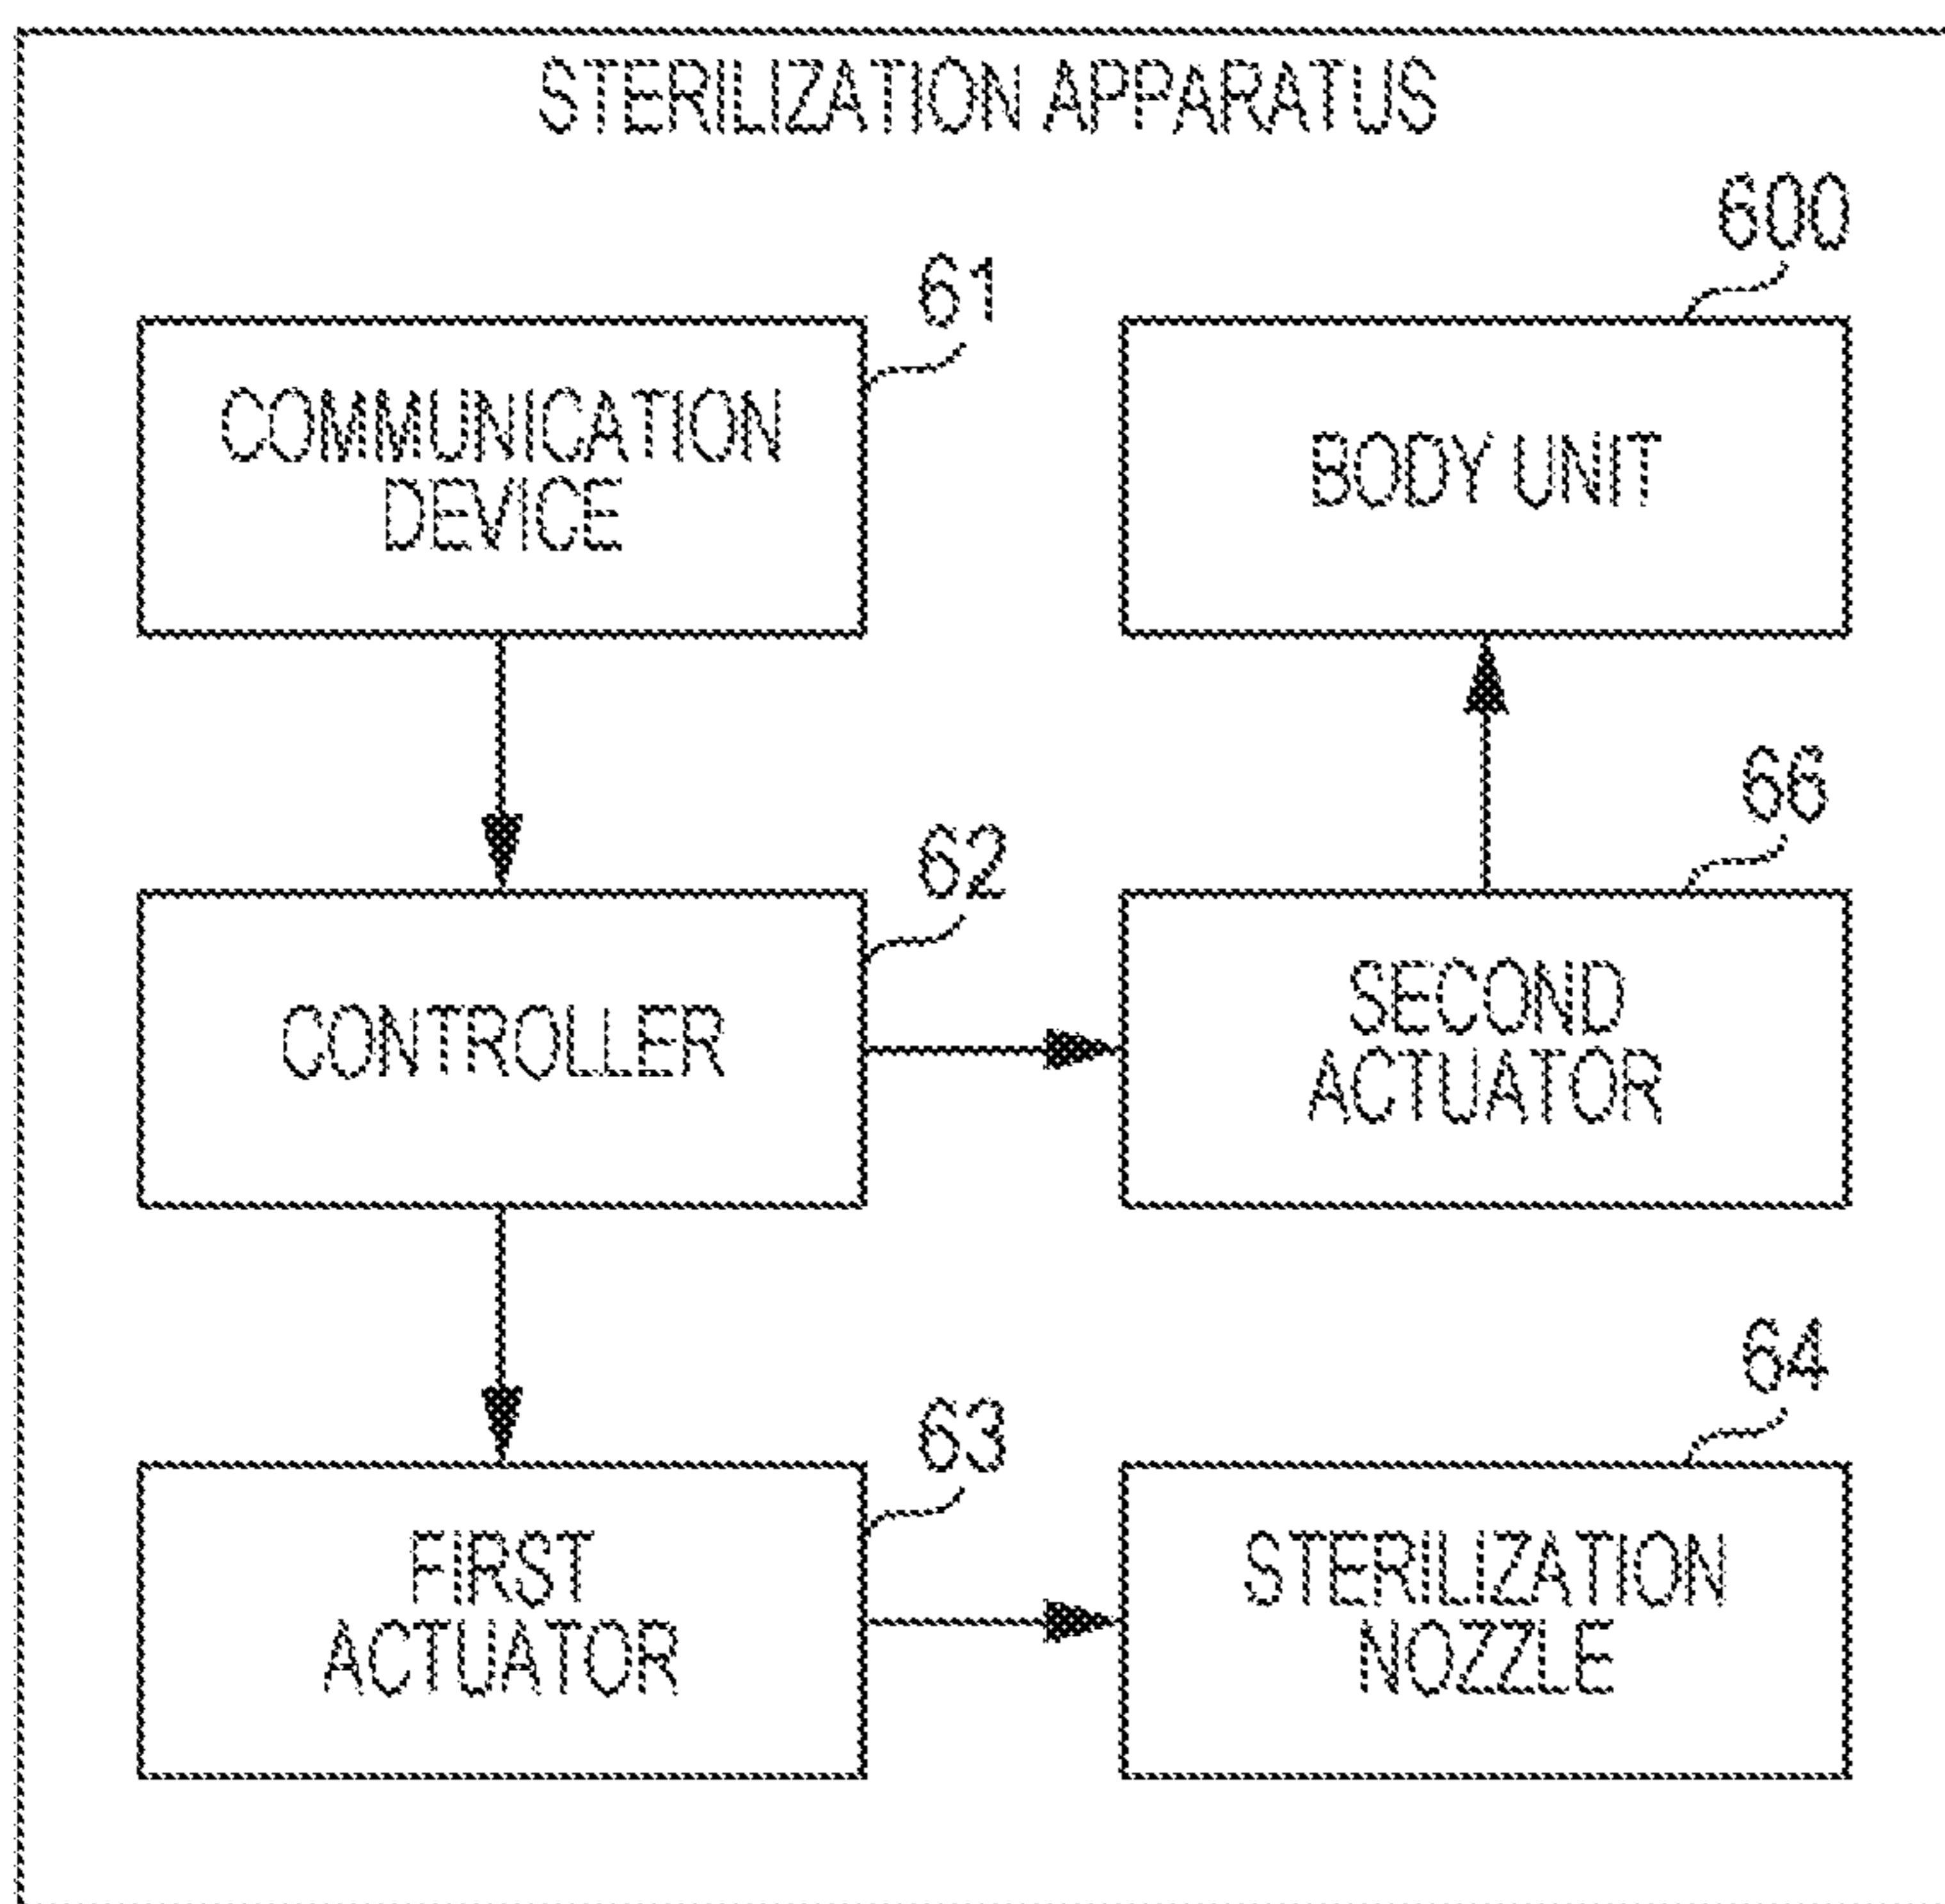 STERILIZATION APPARATUS
600
61
COMMUNICATION
DEVICE
BODY UNIT
66
62
CONTROLLER
SECOND
ACTUATOR
64
63
FIRST
ACTUATOR
STERILIZATION
NOZZLE